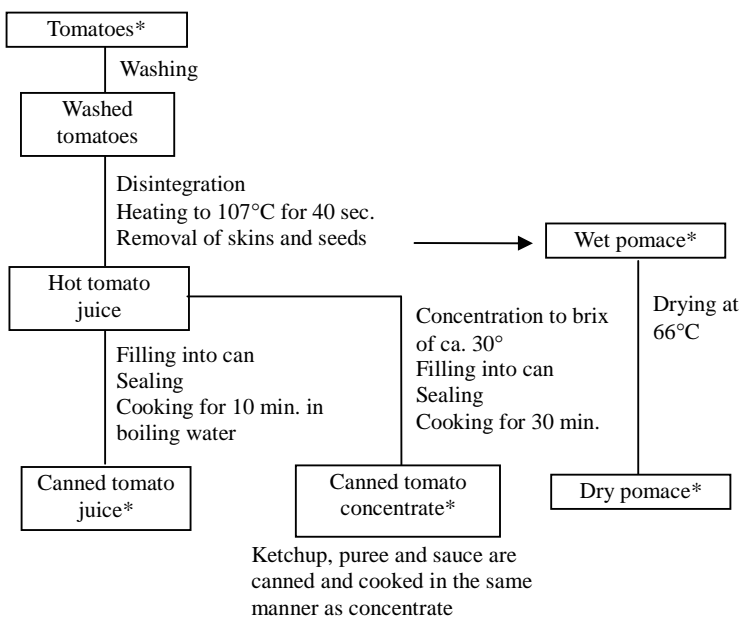 Tomatoes*
Washing
Washed
tomatoes
Disintegration
Heating to 107°C for 40 sec.
Removal of skins and seeds
Wet pomace*
Hot tomato
juice
Drying at
66°C
Concentration to brix
of ca. 30°
Filling into can
Sealing
Cooking for 30 min.
Filling into can
Sealing
Cooking for 10 min. in
boiling water
Canned tomato
juice*
Canned tomato
concentrate*
Dry pomace*
Ketchup, puree and sauce are
canned and cooked in the same
manner as concentrate